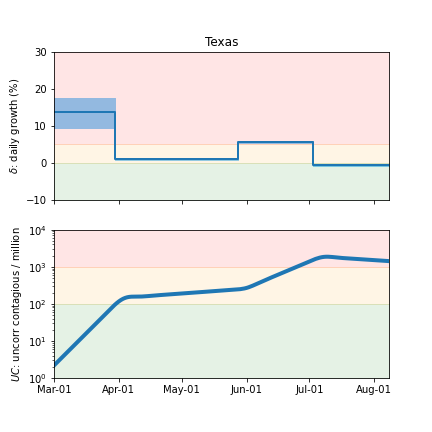 Texas
δ: daily growth (%)
30
20
10
0
−10
UC: uncorr contagious / million
10⁴
10³
10²
10¹
10⁰
Mar-01 Apr-01 May-01 Jun-01 Jul-01 Aug-01